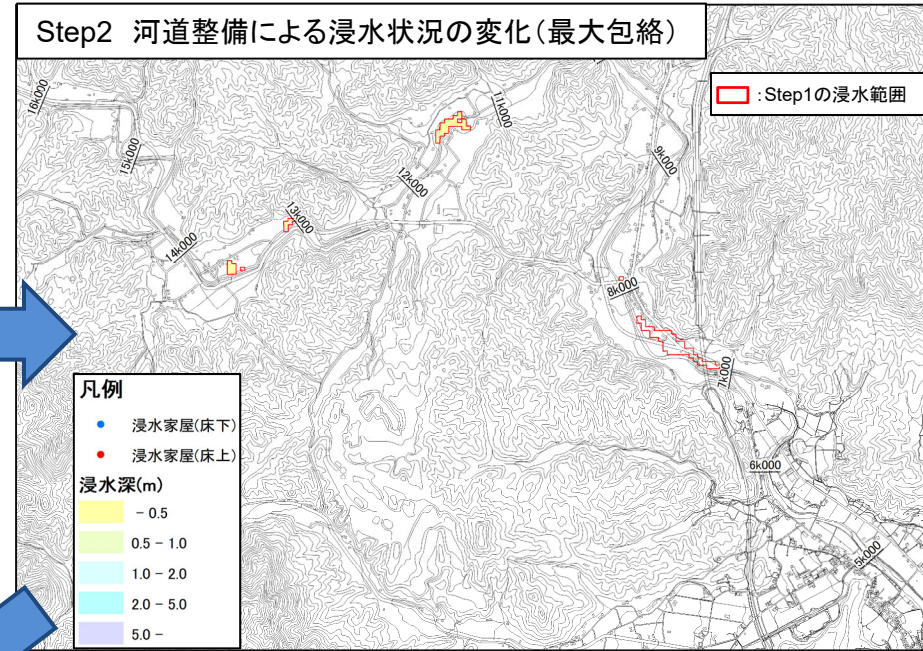 Step2 河道整備による浸水状況の変化(最大包絡)
:Step1の浸水範囲
16k000
15k000
14k000
13k000
12k000
11k000
9k000
8k000
7k000
6k000
5k000
凡例
浸水家屋(床下)
浸水家屋(床上)
浸水深(m)
- 0.5
0.5 - 1.0
1.0 - 2.0
2.0 - 5.0
5.0 -